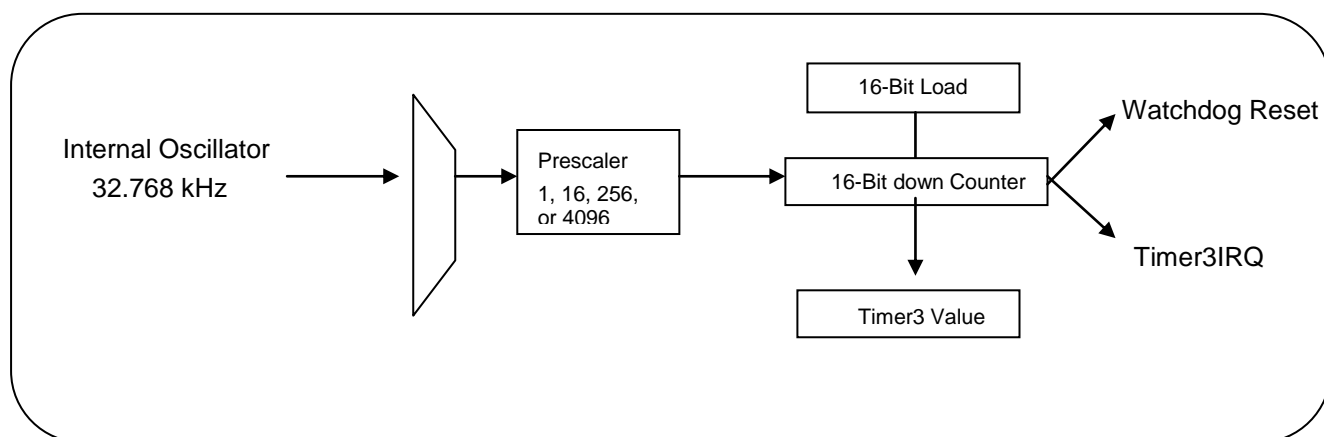 16-Bit Load
Watchdog Reset
Internal Oscillator
32.768 kHz
Prescaler
1, 16, 256,
or 4096
16-Bit down Counter
Timer3IRQ
Timer3 Value